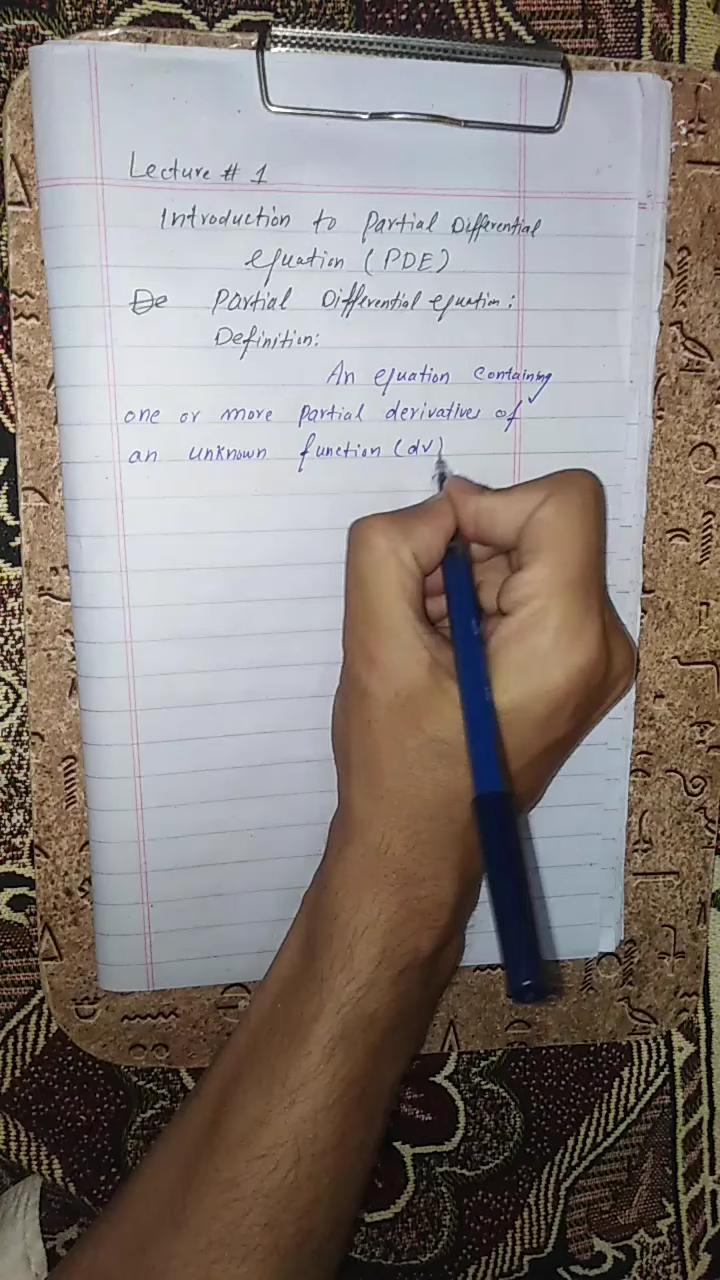 Lecture # 1
Introduction to Partial Differential
equation (PDE)
De Partial Differential equation:
Definition:
An equation containing
one or more partial derivatives of
an unknown function (dv)